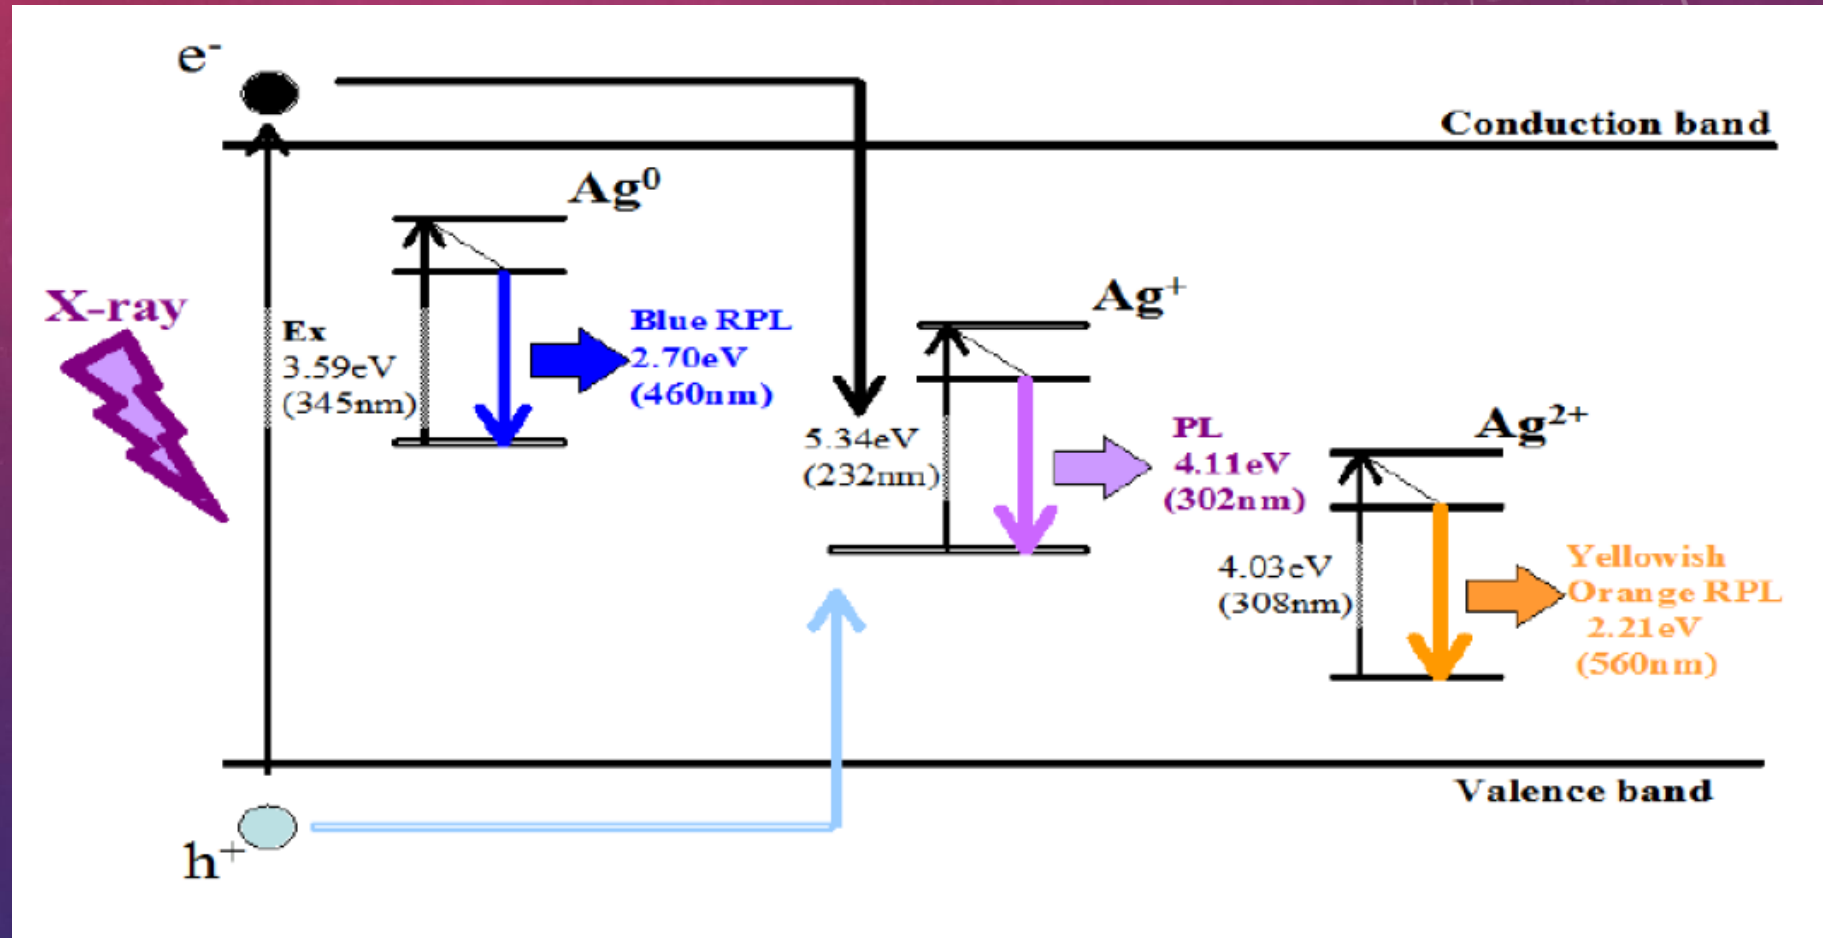 e⁻
Conduction band
Ag⁰
X-ray
Ex
3.59eV
(345nm)
Blue RPL
2.70eV
(460nm)
Ag⁺
5.34eV
(232nm)
PL
4.11eV
(302nm)
Ag²⁺
4.03eV
(308nm)
Yellowish
Orange RPL
2.21eV
(560nm)
Valence band
h⁺